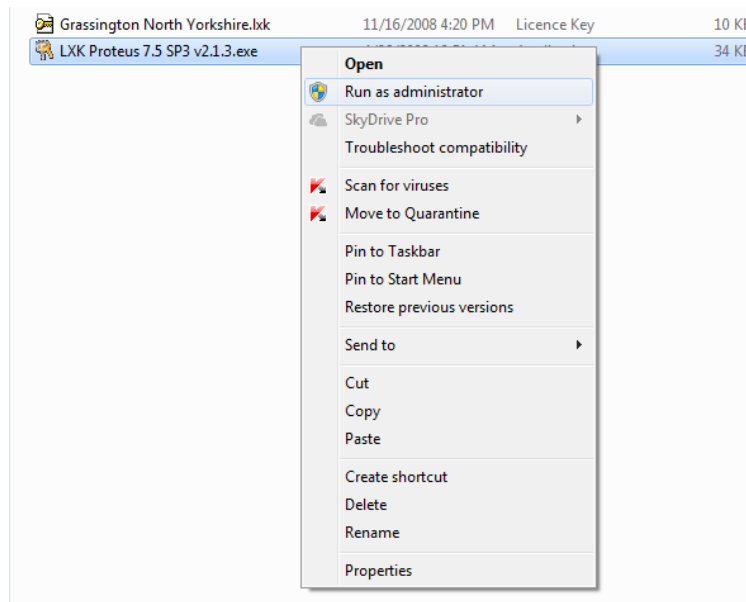 Grassington North Yorkshire.lxk 11/16/2008 4:20 PM Licence Key 10 KB
LXK Proteus 7.5 SP3 v2.1.3.exe 34 KB
Open
Run as administrator
SkyDrive Pro
Troubleshoot compatibility
Scan for viruses
Move to Quarantine
Pin to Taskbar
Pin to Start Menu
Restore previous versions
Send to
Cut
Copy
Paste
Create shortcut
Delete
Rename
Properties